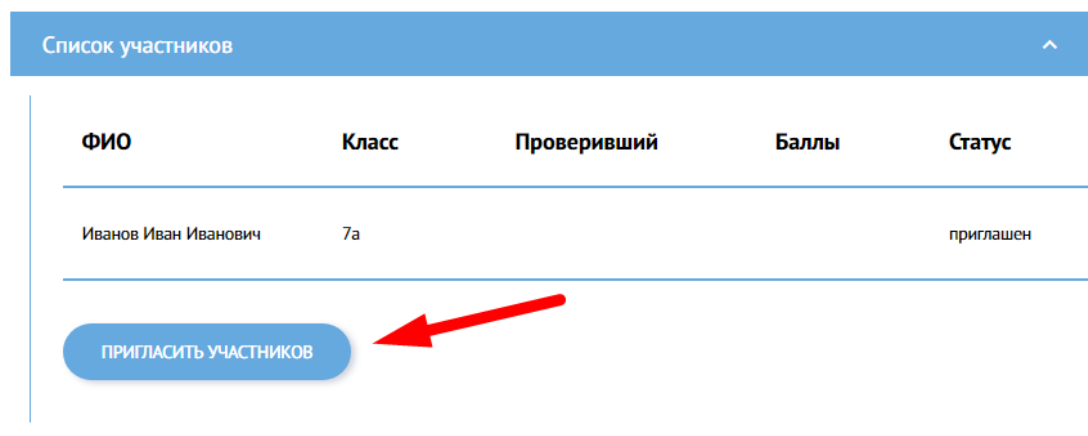 Список участников
ФИО Класс Проверивший Баллы Статус
Иванов Иван Иванович 7а приглашен
ПРИГЛАСИТЬ УЧАСТНИКОВ